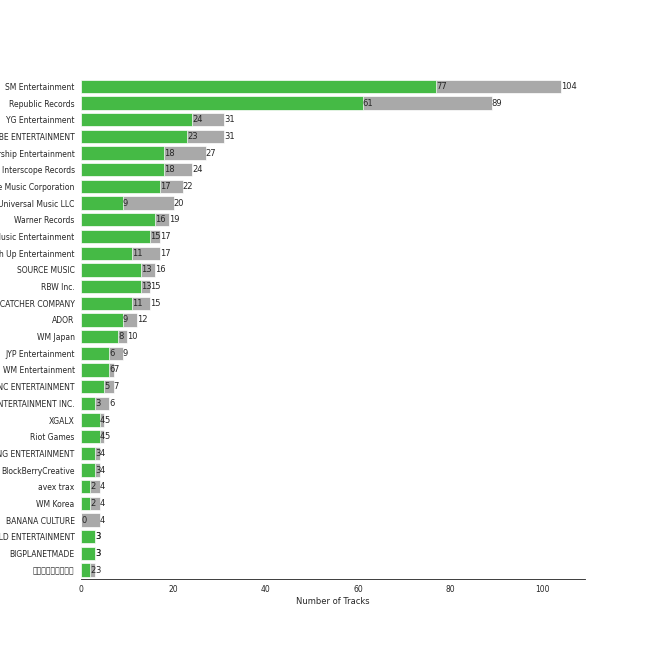 SM Entertainment 77 104
Republic Records 61 89
YG Entertainment 24 31
BE ENTERTAINMENT 23 31
rship Entertainment 18 27
Interscope Records 18 24
e Music Corporation 17 22
Universal Music LLC 9 20
Warner Records 16 19
usic Entertainment 15 17
h Up Entertainment 11 17
SOURCE MUSIC 13 16
RBW Inc. 13 15
CATCHER COMPANY 11 15
ADOR 9 12
WM Japan 8 10
JYP Entertainment 6 9
WM Entertainment 6 7
NC ENTERTAINMENT 5 7
NTERTAINMENT INC. 3 6
XGALX 4 5
Riot Games 4 5
NG ENTERTAINMENT 3 4
BlockBerryCreative 3 4
avex trax 2 4
WM Korea 2 4
BANANA CULTURE 0 4
LD ENTERTAINMENT 3
BIGPLANETMADE 3
2 3
0 20 40 60 80 100
Number of Tracks